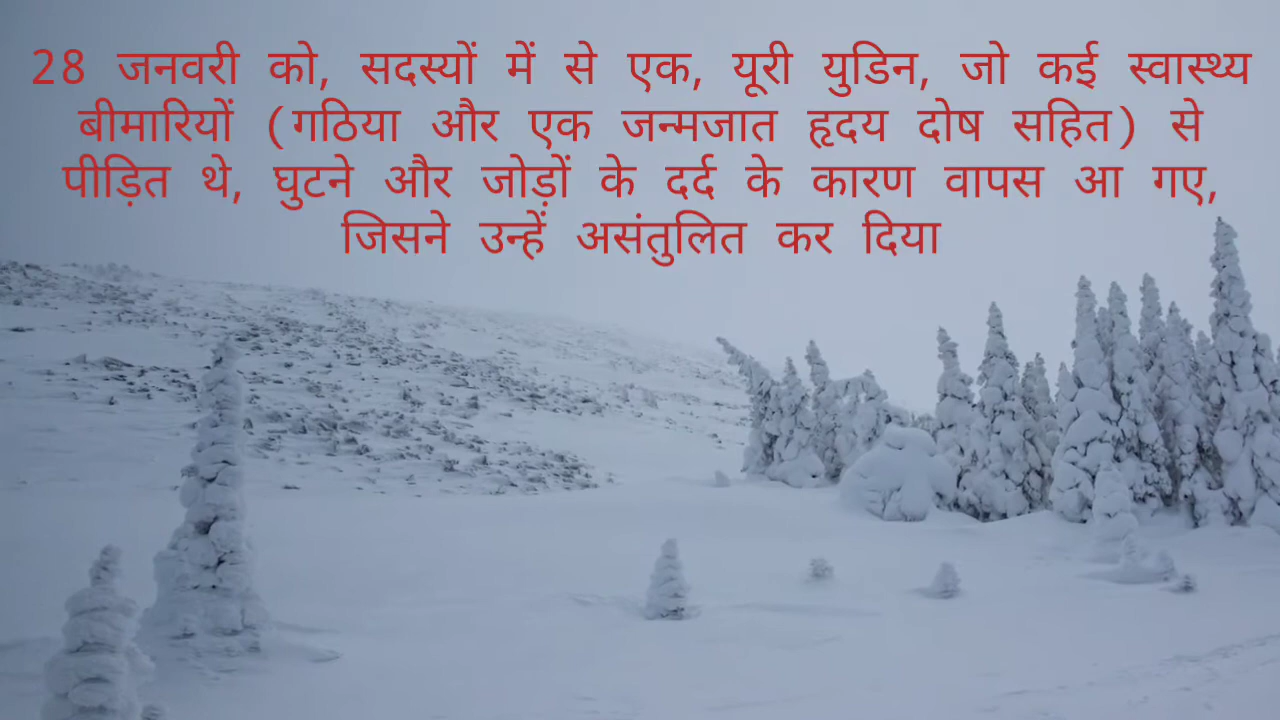 28 जनवरी को, सदस्यों में से एक, यूरी युडिन, जो कई स्वास्थ्य
बीमारियों (गठिया और एक जन्मजात हृदय दोष सहित) से
पीड़ित थे, घुटने और जोड़ों के दर्द के कारण वापस आ गए,
जिसने उन्हें असंतुलित कर दिया